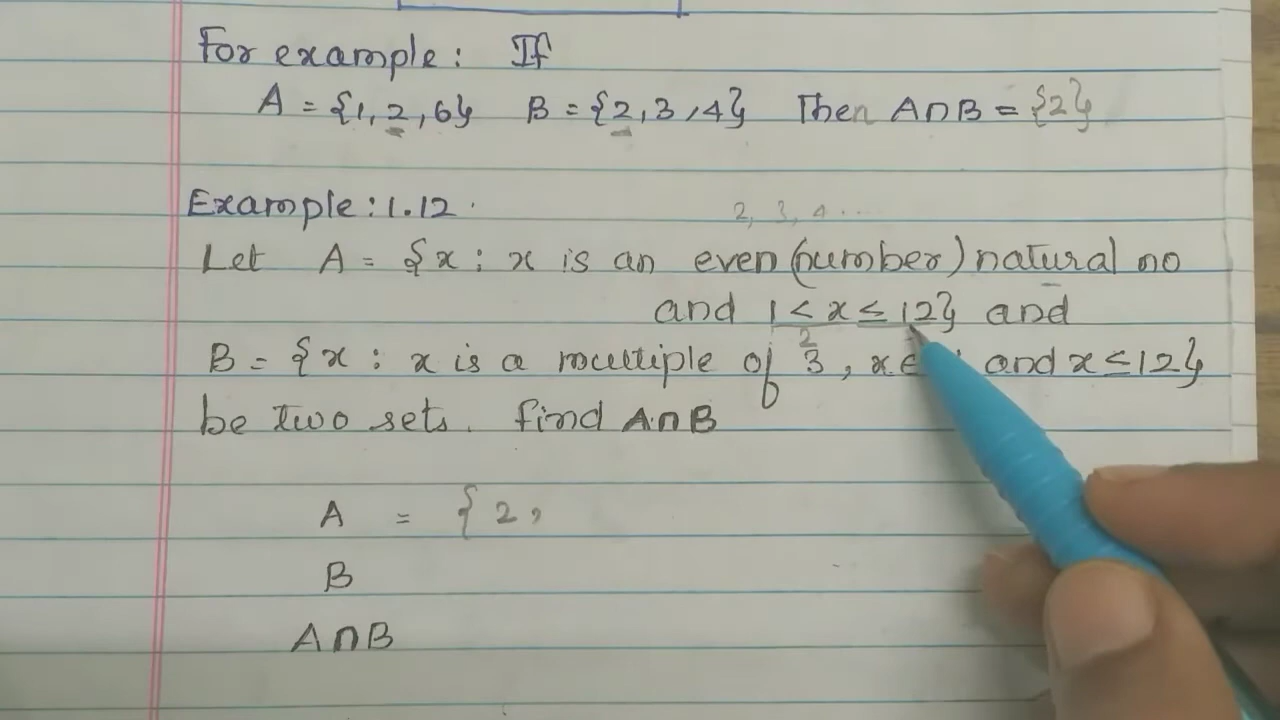 For example: If
A = {1, 2, 6} B = {2, 3, 4} Then A∩B = {2}
Example: 1.12.
2, 3, 4 ....
Let A = {x : x is an even (number) natural no
and 1 < x ≤ 12} and
2
B = {x : x is a multiple of 3, x∈ and x ≤ 12}
be two sets. find A∩B
A = { 2,
B
A∩B